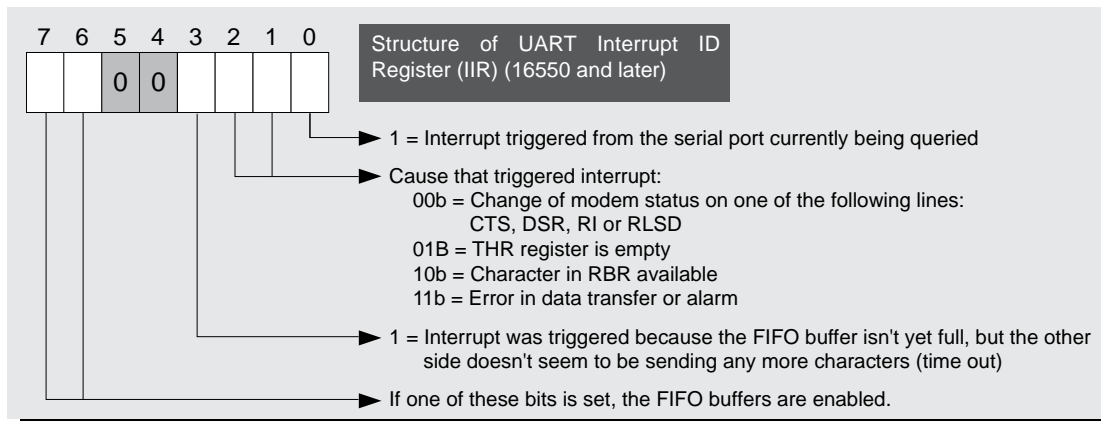 7 6 5 4 3 2 1 0
0 0
Structure of UART Interrupt ID
Register (IIR) (16550 and later)
1 = Interrupt triggered from the serial port currently being queried
Cause that triggered interrupt:
00b = Change of modem status on one of the following lines:
CTS, DSR, RI or RLSD
01B = THR register is empty
10b = Character in RBR available
11b = Error in data transfer or alarm
1 = Interrupt was triggered because the FIFO buffer isn't yet full, but the other
side doesn't seem to be sending any more characters (time out)
If one of these bits is set, the FIFO buffers are enabled.